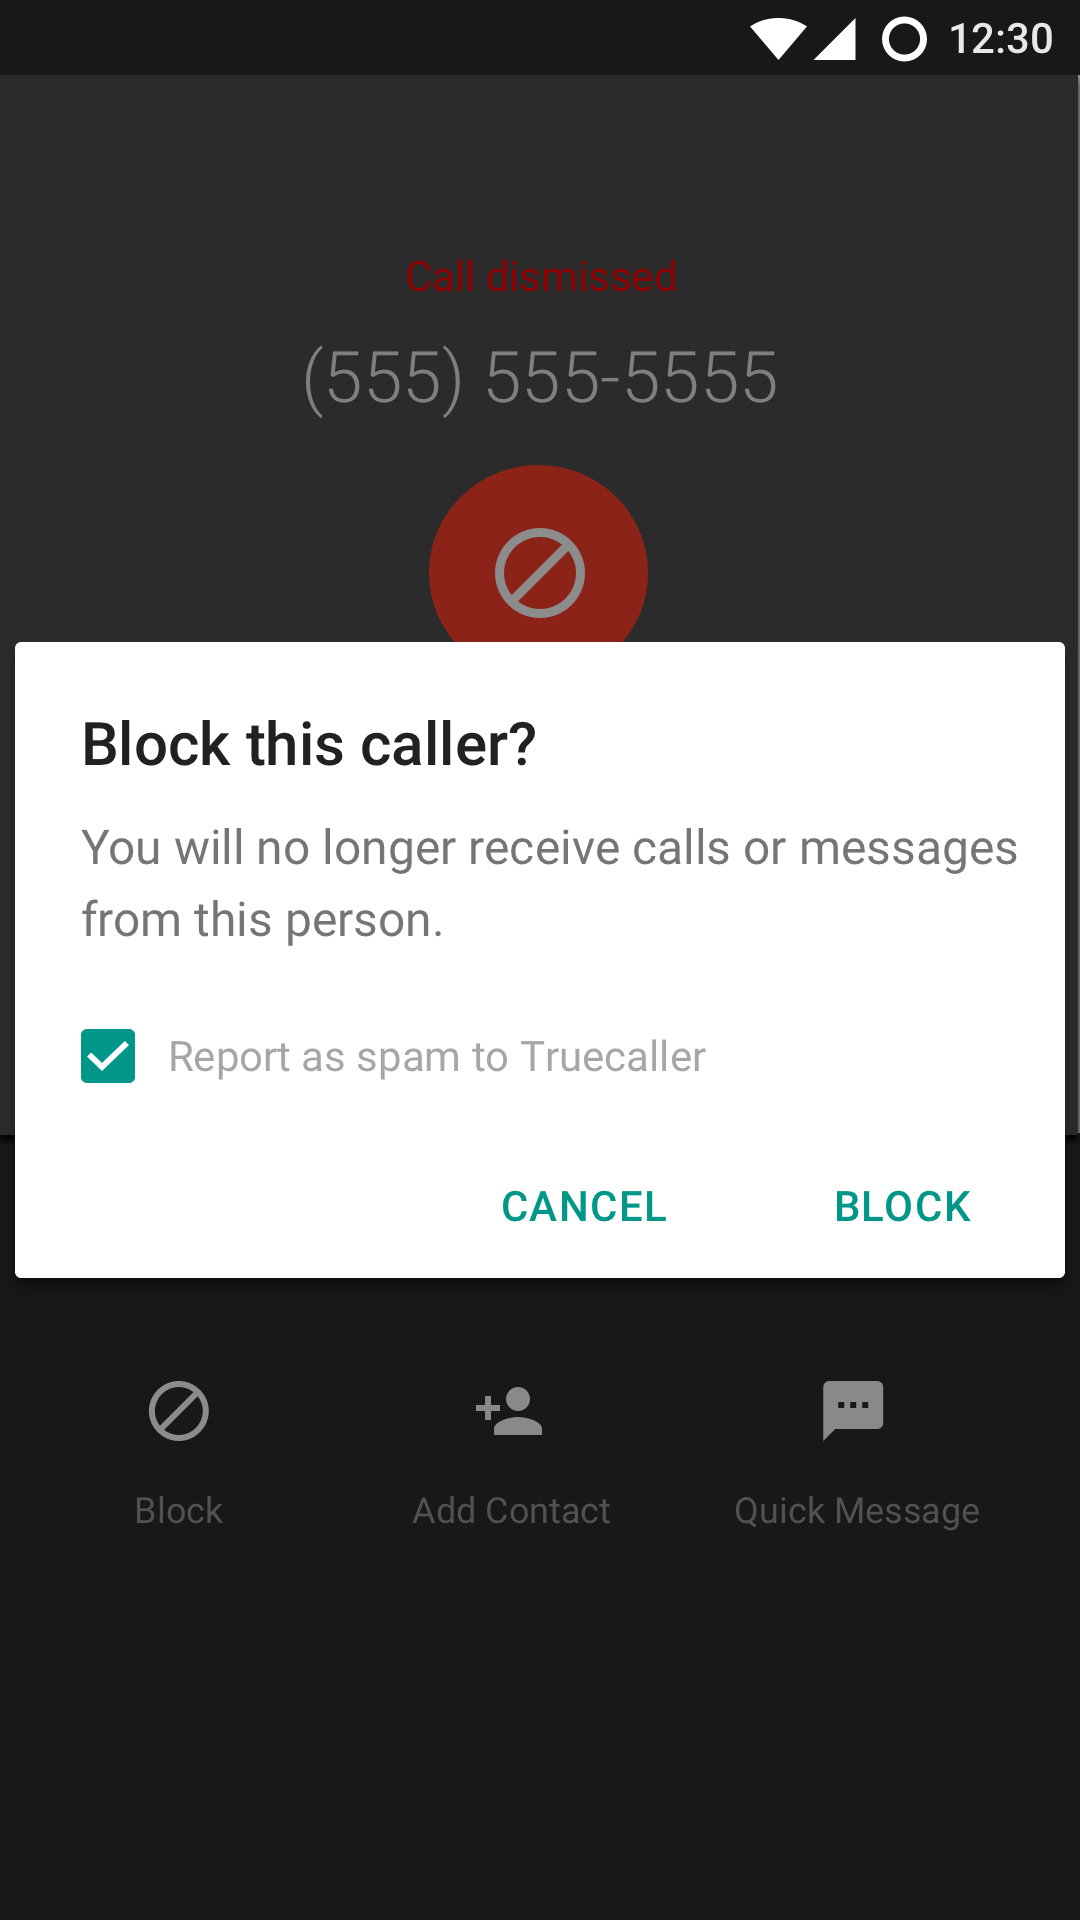 12:30
Call dismissed
(555) 555-5555
Block this caller?
You will no longer receive calls or messages
from this person.
Report as spam to Truecaller
CANCEL BLOCK
Block Add Contact Quick Message